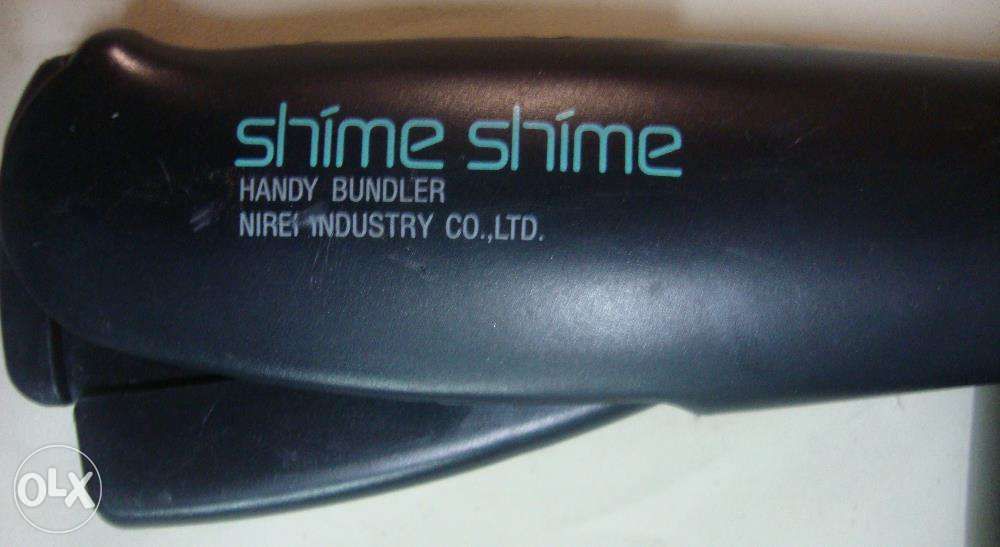 shime shime
HANDY BUNDLER
NIREI INDUSTRY CO.,LTD.
OLX